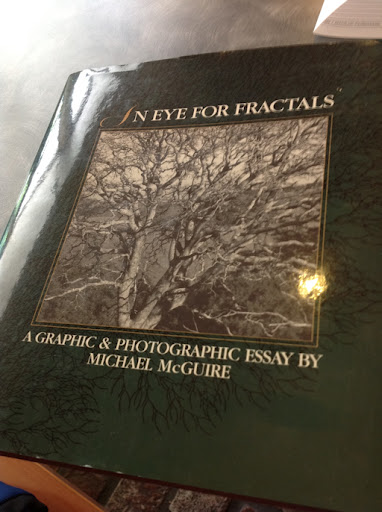 AN EYE FOR FRACTALS
A GRAPHIC & PHOTOGRAPHIC ESSAY BY
MICHAEL McGUIRE